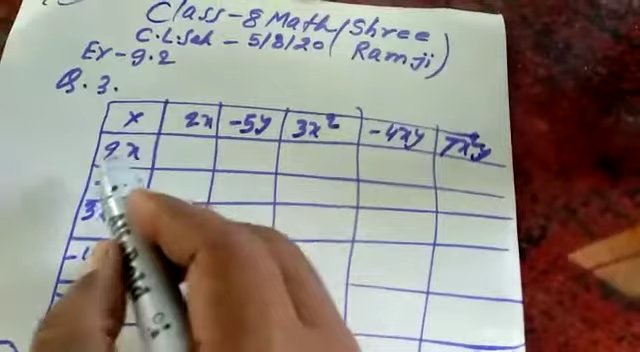 Class-8 Math (Shree
C.L.Sah - 5/8/20 ( Ramji)
Ex-9.2
Q.3.
x 2x -5y 3x² -4xy 7x²y
2x
3x